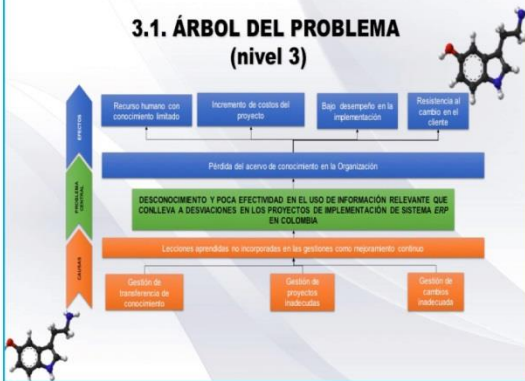 3.1. ÁRBOL DEL PROBLEMA
(nivel 3)
EFECTOS
Recurso humano con
conocimiento limitado
Incremento de costos del
proyecto
Bajo desempeño en la
implementación
Resistencia al
cambio en el
cliente
Pérdida del acervo de conocimiento en la Organización
PROBLEMA
CENTRAL
DESCONOCIMIENTO Y POCA EFECTIVIDAD EN EL USO DE INFORMACIÓN RELEVANTE QUE
CONLLEVA A DESVIACIONES EN LOS PROYECTOS DE IMPLEMENTACIÓN DE SISTEMA ERP
EN COLOMBIA
CAUSAS
Lecciones aprendidas no incorporadas en las gestiones como mejoramiento continuo
Gestión de
transferencia de
conocimiento
Gestión de
proyectos
inadecudas
Gestión de
cambios
inadecuada